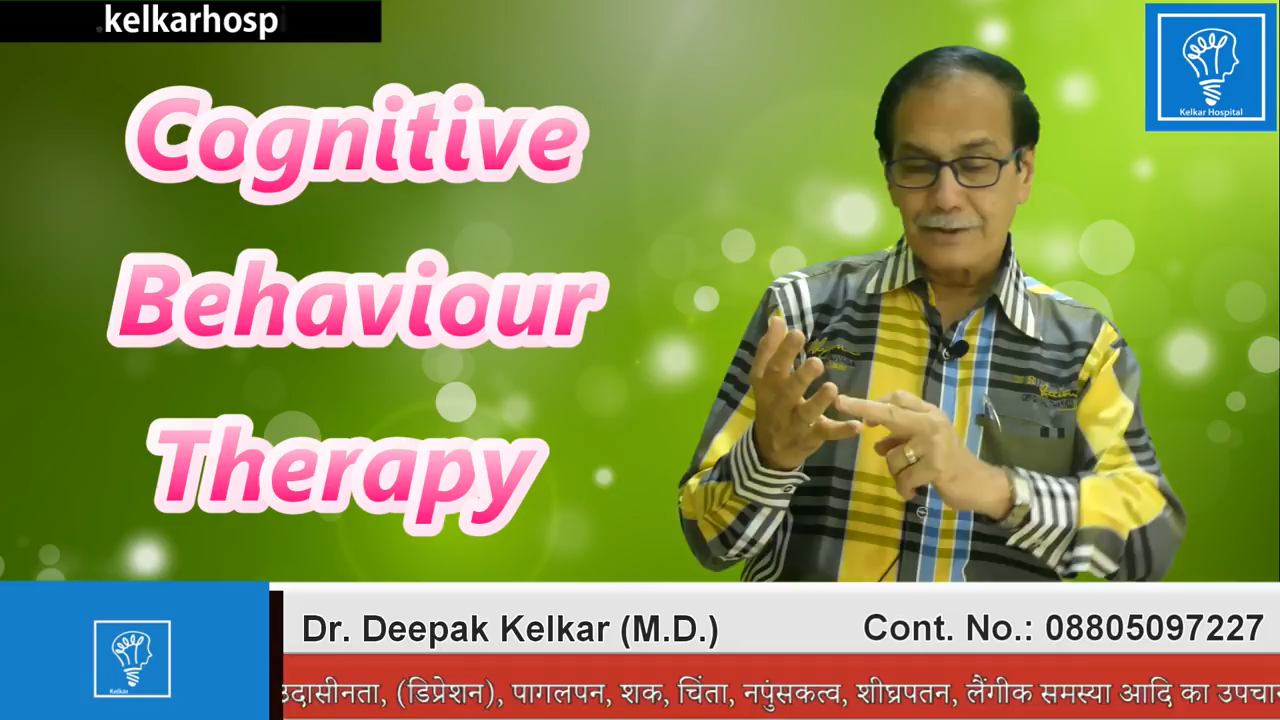 .kelkarhosp
Kelkar Hospital
Cognitive
Behaviour
Therapy
Dr. Deepak Kelkar (M.D.)
Cont. No.: 08805097227
Kelkar
उदासीनता, (डिप्रेशन), पागलपन, शक, चिंता, नपुंसकत्व, शीघ्रपतन, लैंगीक समस्या आदि का उपचार